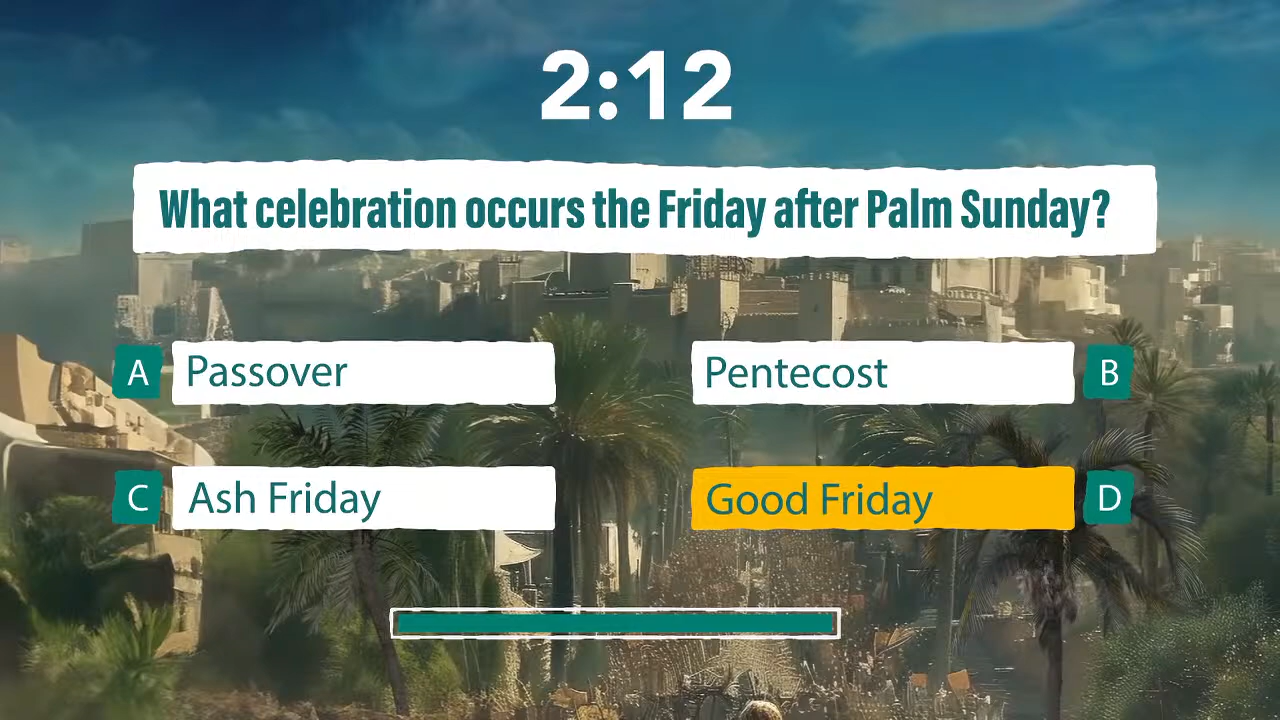 2:12
What celebration occurs the Friday after Palm Sunday?
A Passover
Pentecost B
C Ash Friday
Good Friday D